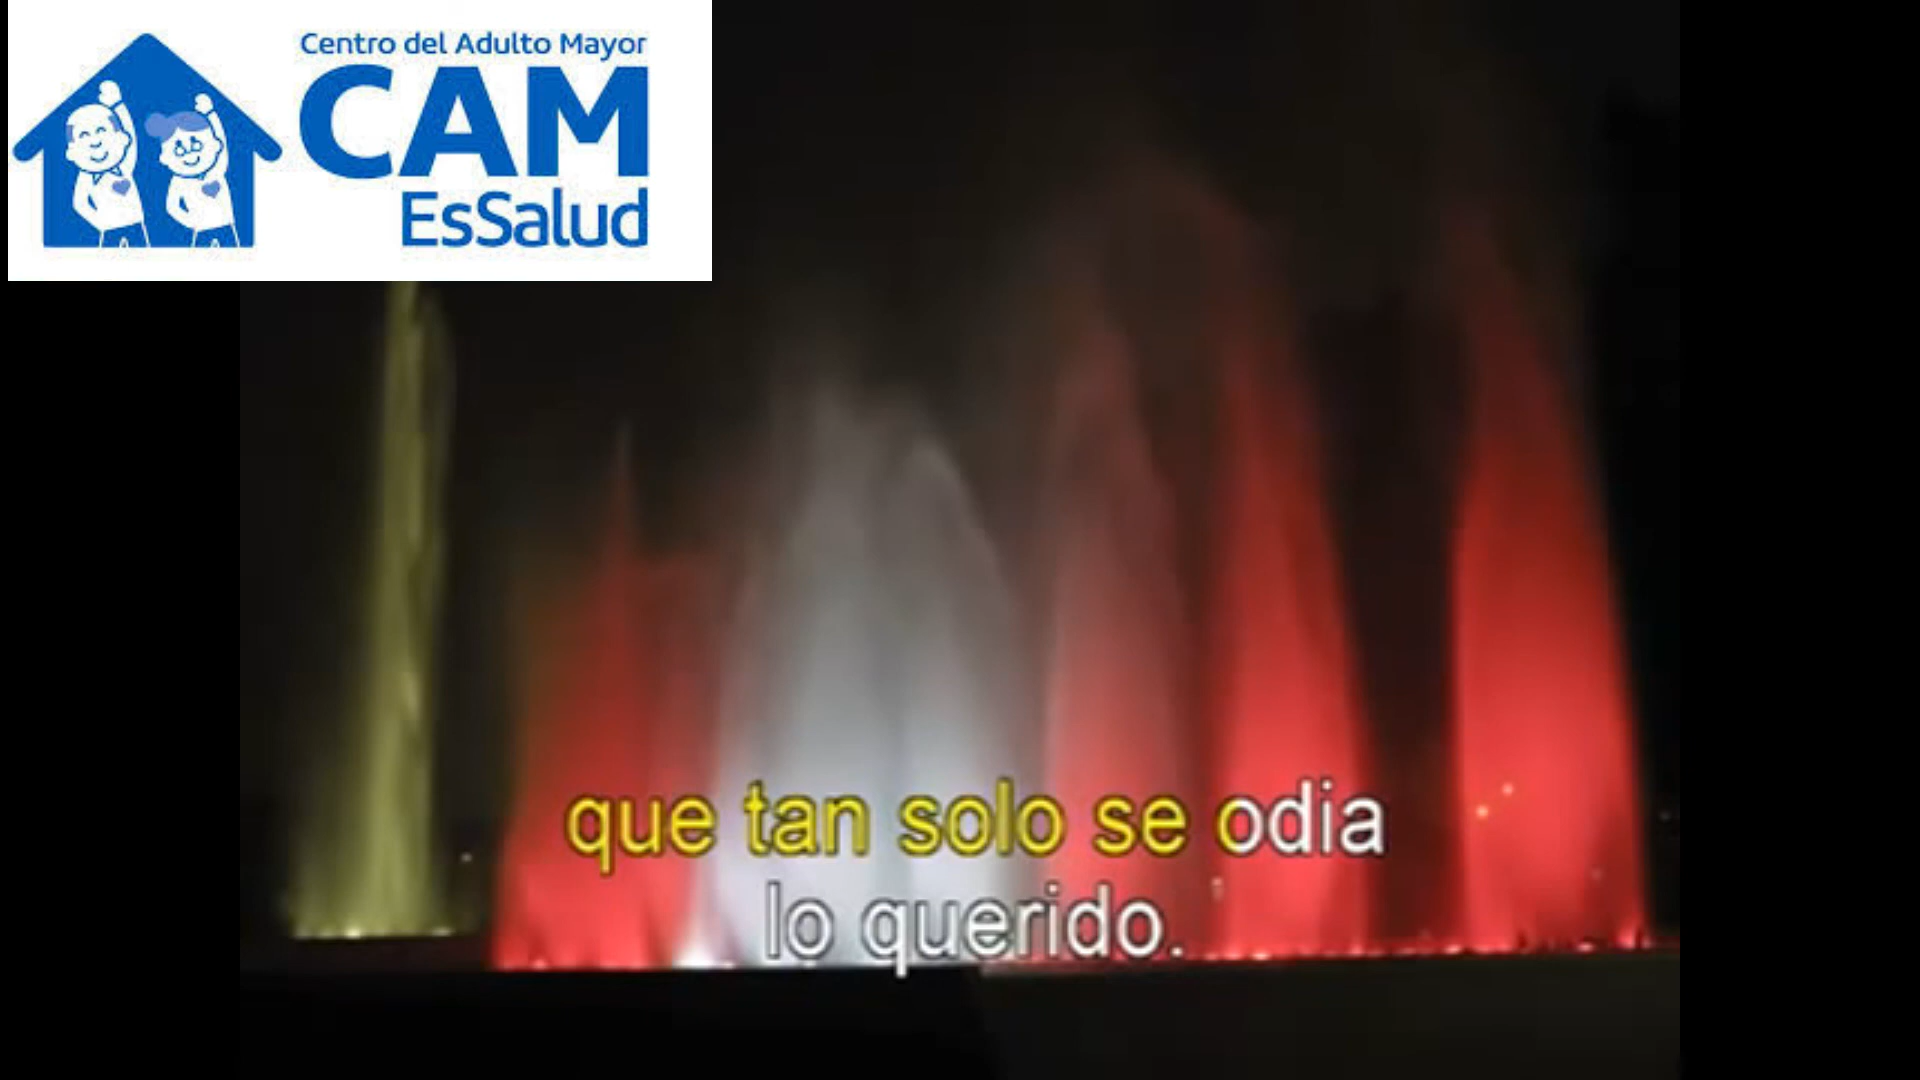 Centro del Adulto Mayor
CAM
EsSalud
que tan solo se odia
lo querido.